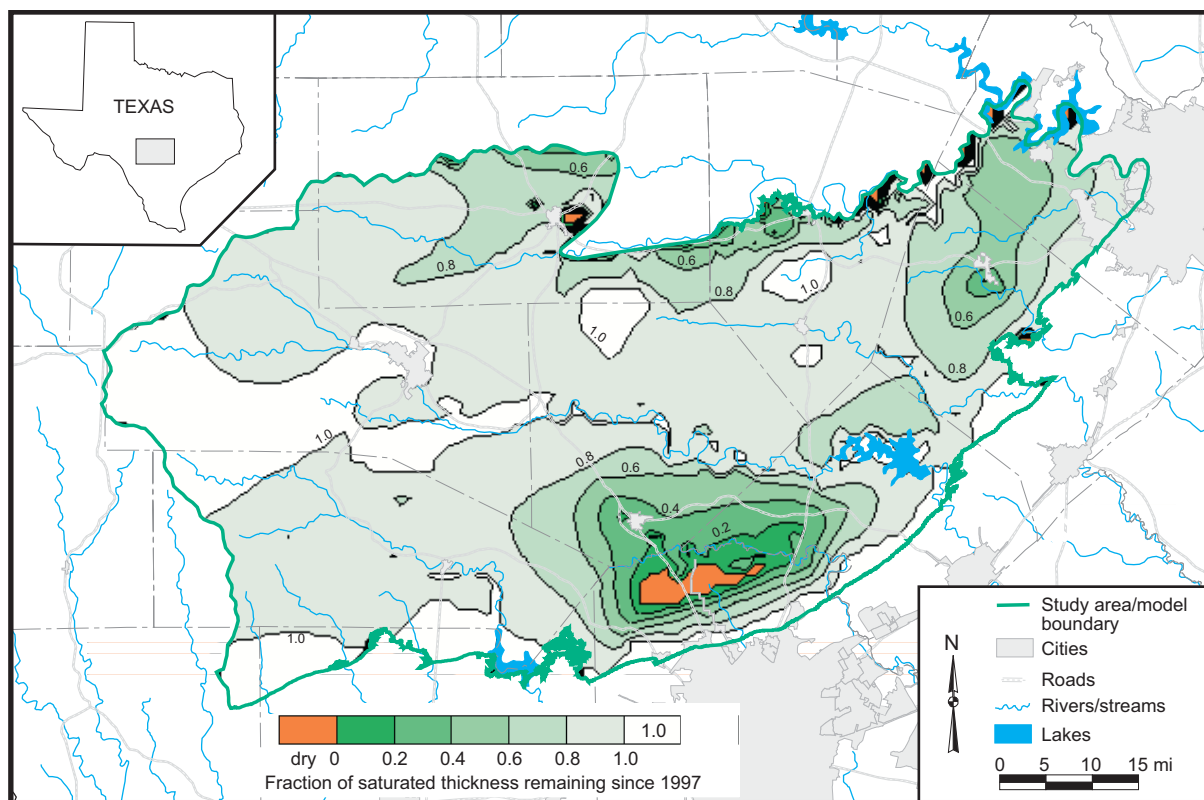 TEXAS
0.6
0.8
0.6
0.8
1.0
1.0
0.6
0.8
1.0
0.8
0.6
0.4
0.2
1.0
Study area/model
boundary
Cities
Roads
Rivers/streams
Lakes
N
0 5 10 15 mi
1.0
dry 0 0.2 0.4 0.6 0.8 1.0
Fraction of saturated thickness remaining since 1997